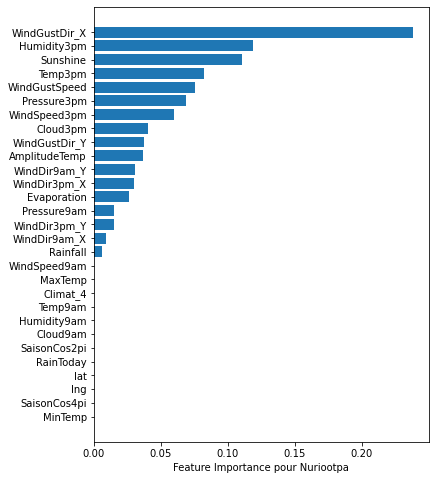 WindGustDir_X
Humidity3pm
Sunshine
Temp3pm
WindGustSpeed
Pressure3pm
WindSpeed3pm
Cloud3pm
WindGustDir_Y
AmplitudeTemp
WindDir9am_Y
WindDir3pm_X
Evaporation
Pressure9am
WindDir3pm_Y
WindDir9am_X
Rainfall
WindSpeed9am
MaxTemp
Climat_4
Temp9am
Humidity9am
Cloud9am
SaisonCos2pi
RainToday
lat
lng
SaisonCos4pi
MinTemp
0.00 0.05 0.10 0.15 0.20
Feature Importance pour Nuriootpa